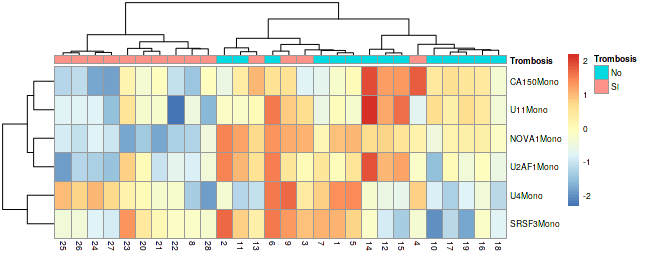 Trombosis
CA150Mono
U11Mono
NOVA1Mono
U2AF1Mono
U4Mono
SRSF3Mono
25 26 24 27 23 20 21 22 8 28 2 11 13 6 9 3 7 1 5 14 12 15 4 10 17 19 16 18
2
1
0
-1
-2
Trombosis
No
SI